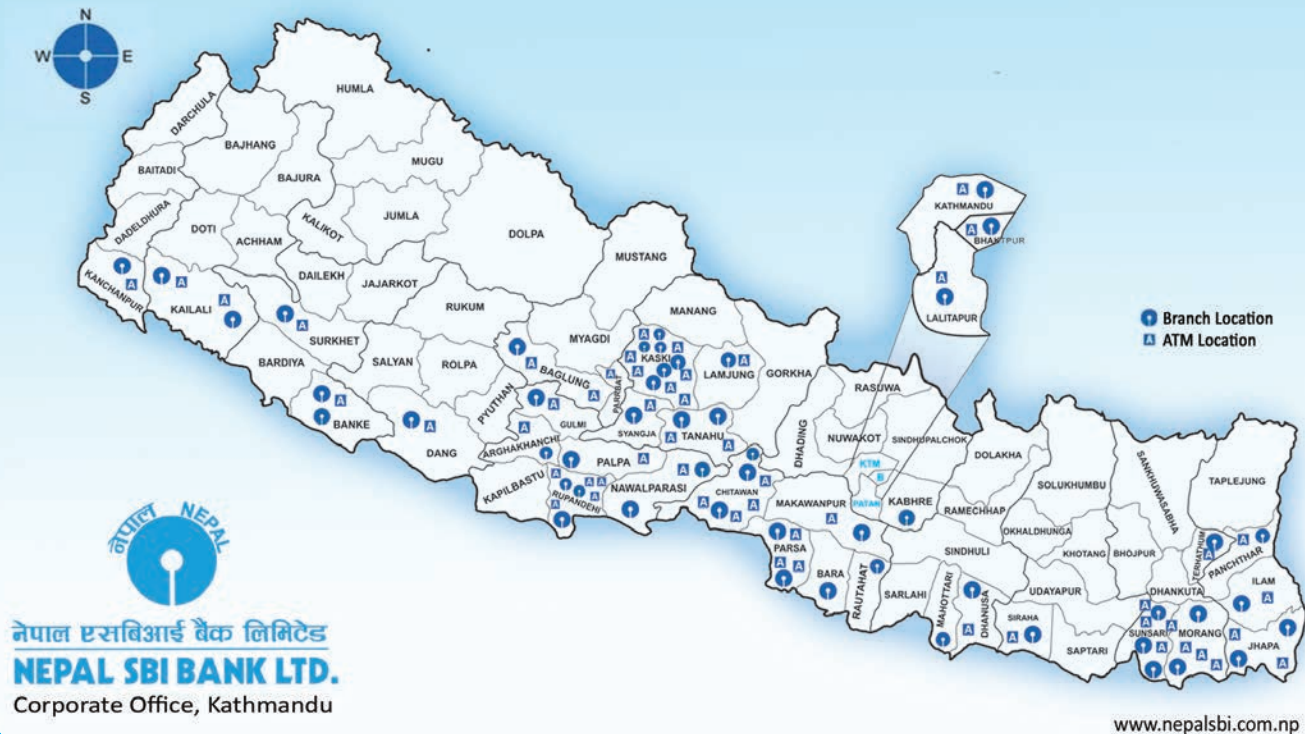 N
W E
S
HUMLA
DARCHULA
BAJHANG
MUGU
BAITADI
BAJURA
KATHMANDU
DADELDHURA
DOTI
KALIKOT
JUMLA
DOLPA
BHAKTPUR
ACHHAM
MUSTANG
KANCHANPUR
KAILALI
DAILEKH
JAJARKOT
MANANG
LALITAPUR
Branch Location
A ATM Location
RUKUM
SURKHET
MYAGDI
KASKI
BARDIYA
SALYAN
ROLPA
BAGLUNG
PARRBAT
LAMJUNG
GORKHA
RASUWA
PYUTHAN
BANKE
GULMI
SYANGJA
TANAHU
DHADING
NUWAKOT
SINDHUPALCHOK
DANG
ARGHAKHANCHI
PALPA
KTM
DOLAKHA
SANKHUWASABHA
B
KAPILBASTU
RUPANDEHI
NAWALPARASI
CHITAWAN
MAKAWANPUR
PATAN
KABHRE
RAMECHHAP
SOLUKHUMBU
TAPLEJUNG
OKHALDHUNGA
PARSA
SINDHULI
KHOTANG
BHOJPUR
TERHATHUM
PANCHTHAR
BARA
RAUTAHAT
SARLAHI
MAHOTTARI
DHANUSA
UDAYAPUR
DHANKUTA
ILAM
SIRAHA
SUNSARI
MORANG
JHAPA
SAPTARI
नेपाल NEPAL
नेपाल एसबिआई बैंक लिमिटेड
NEPAL SBI BANK LTD.
Corporate Office, Kathmandu
www.nepalsbi.com.np